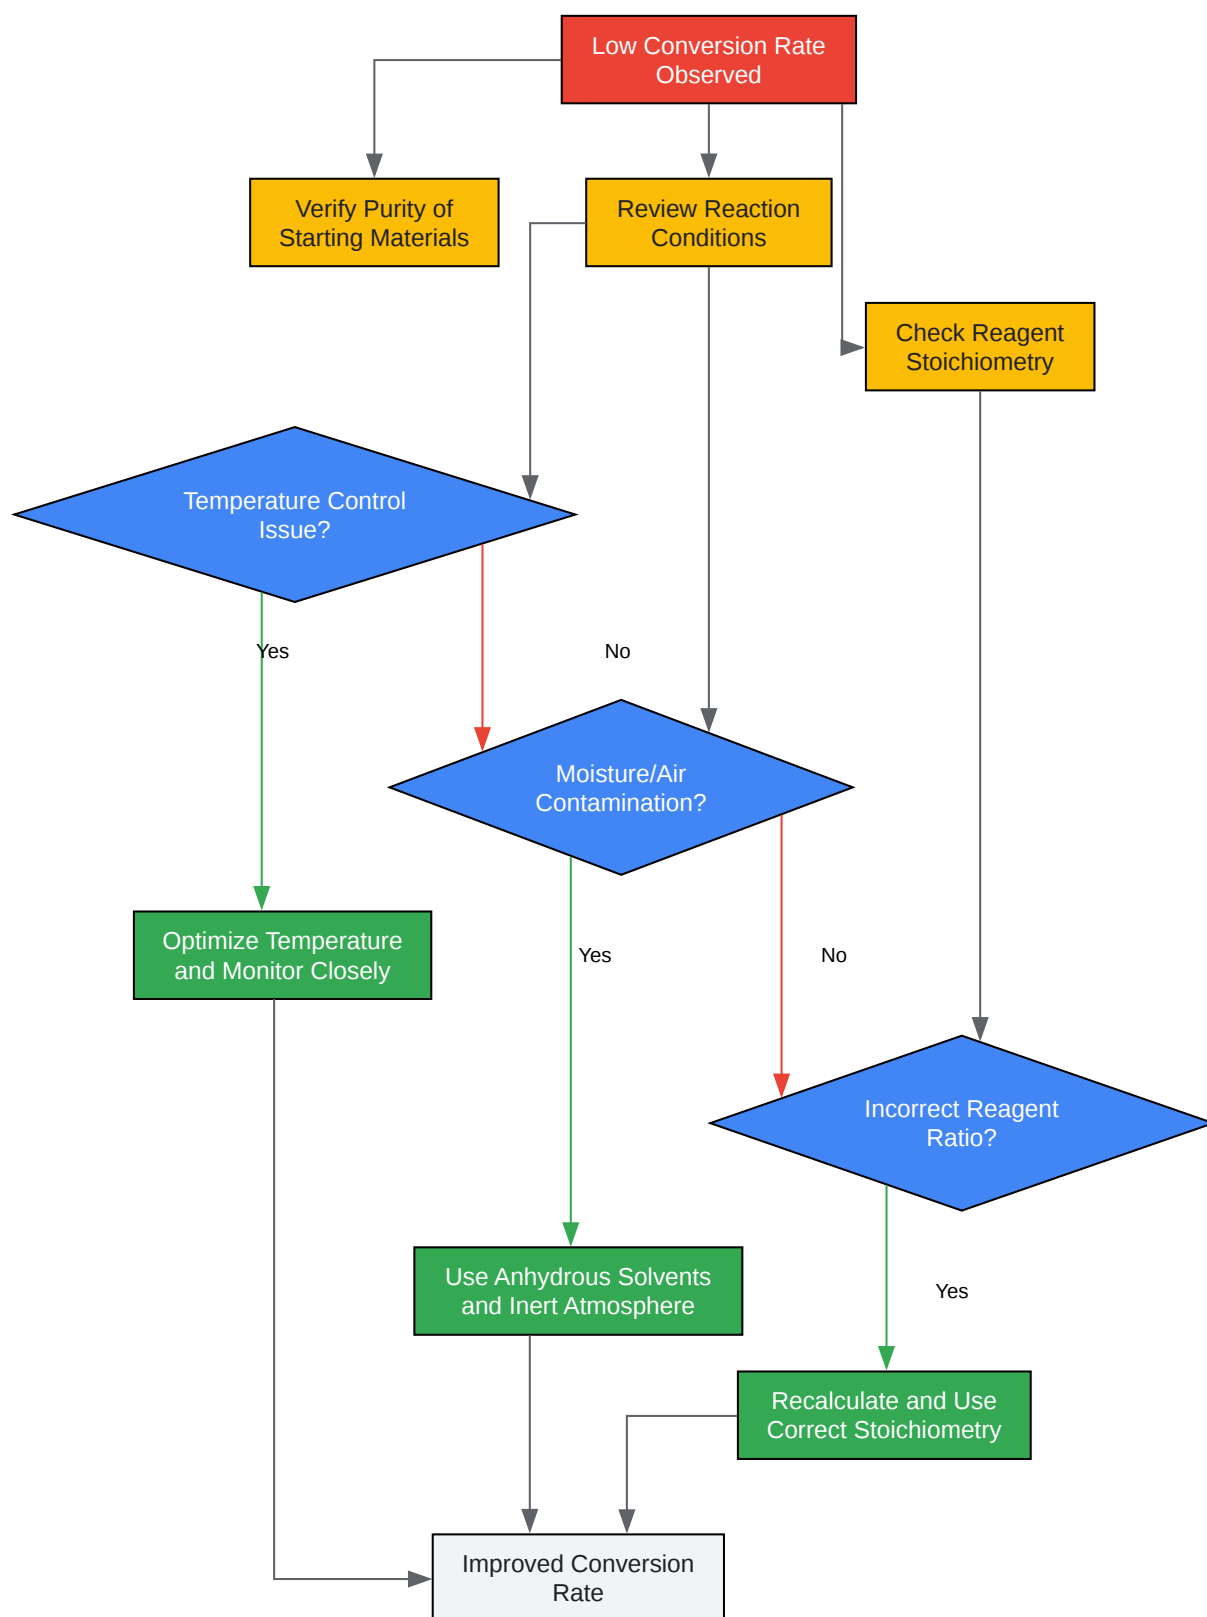 Low Conversion Rate
Observed
Verify Purity of
Starting Materials
Review Reaction
Conditions
Check Reagent
Stoichiometry
Temperature Control
Issue?
Yes
No
Moisture/Air
Contamination?
Optimize Temperature
and Monitor Closely
Yes
No
Incorrect Reagent
Ratio?
Use Anhydrous Solvents
and Inert Atmosphere
Yes
Recalculate and Use
Correct Stoichiometry
Improved Conversion
Rate